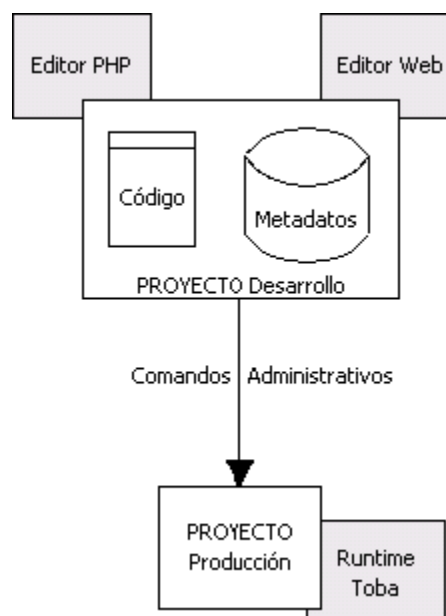 Editor PHP
Editor Web
Código
Metadatos
PROYECTO Desarrollo
Comandos Administrativos
PROYECTO
Producción
Runtime
Toba